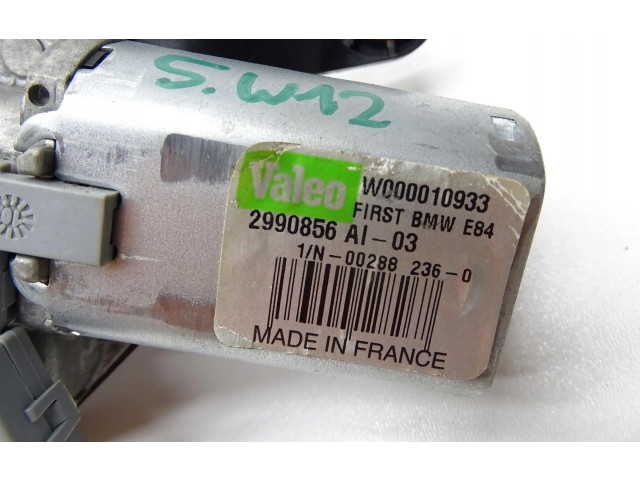 S.W12
Valeo
W000010933
FIRST BMW E84
2990856 AI-03
1/N-00288 236-0
MADE IN FRANCE